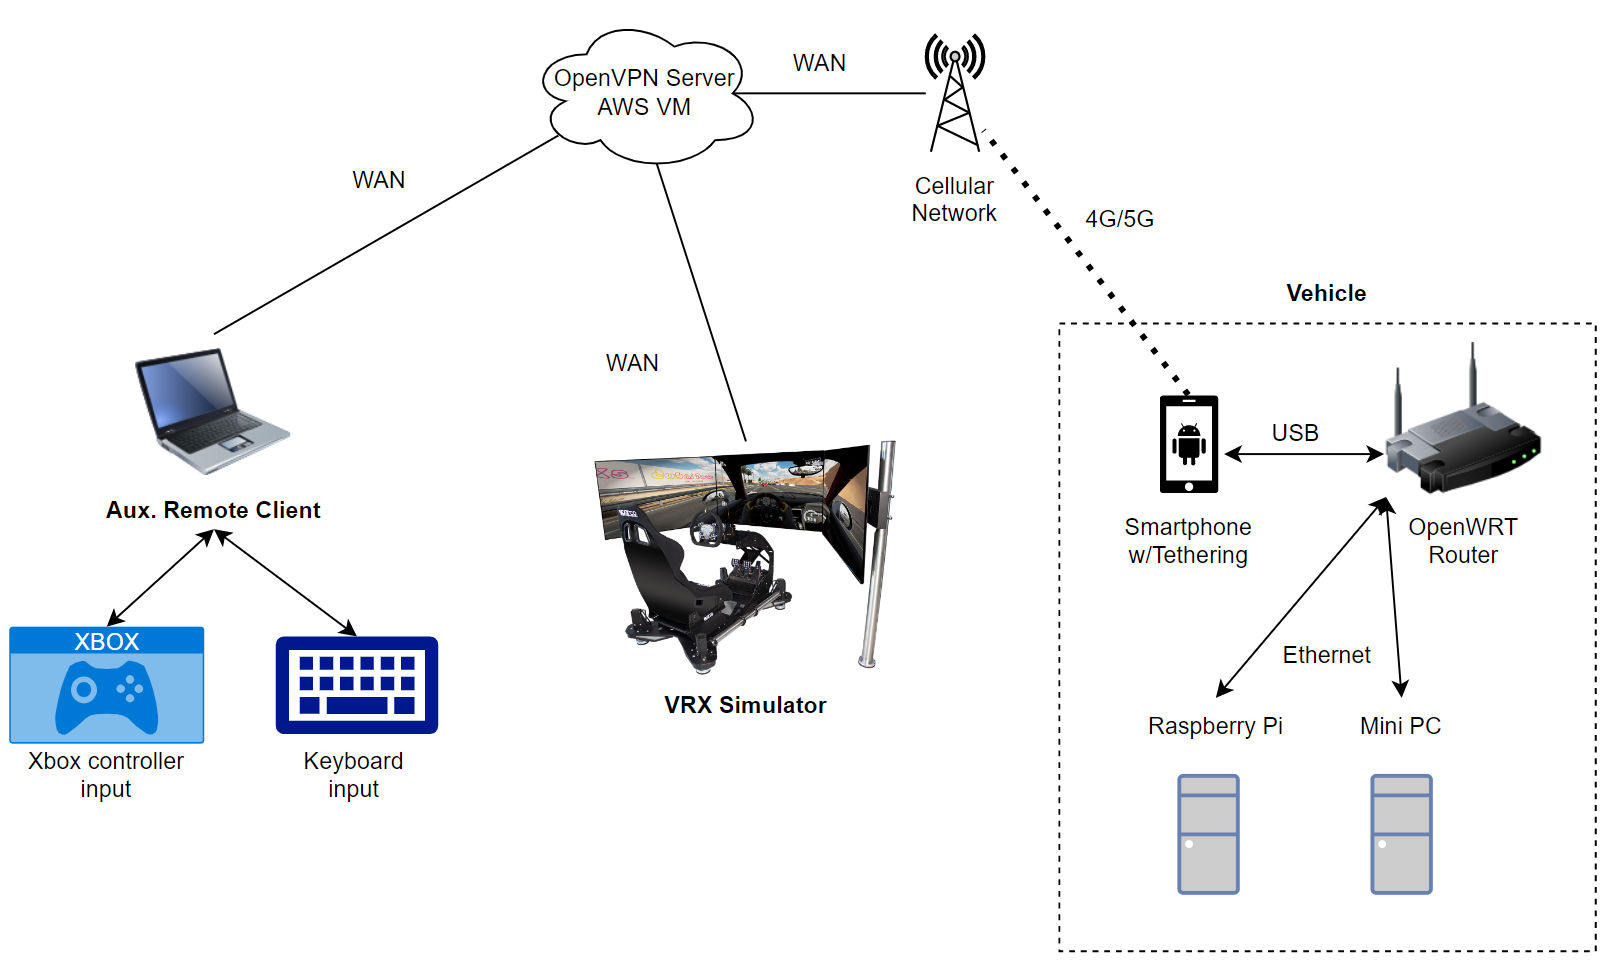 OpenVPN Server
AWS VM
WAN
Cellular
Network
WAN
4G/5G
Vehicle
WAN
USB
Aux. Remote Client
Smartphone
w/Tethering
OpenWRT
Router
XBOX
Ethernet
VRX Simulator
Raspberry Pi
Mini PC
Xbox controller
input
Keyboard
input